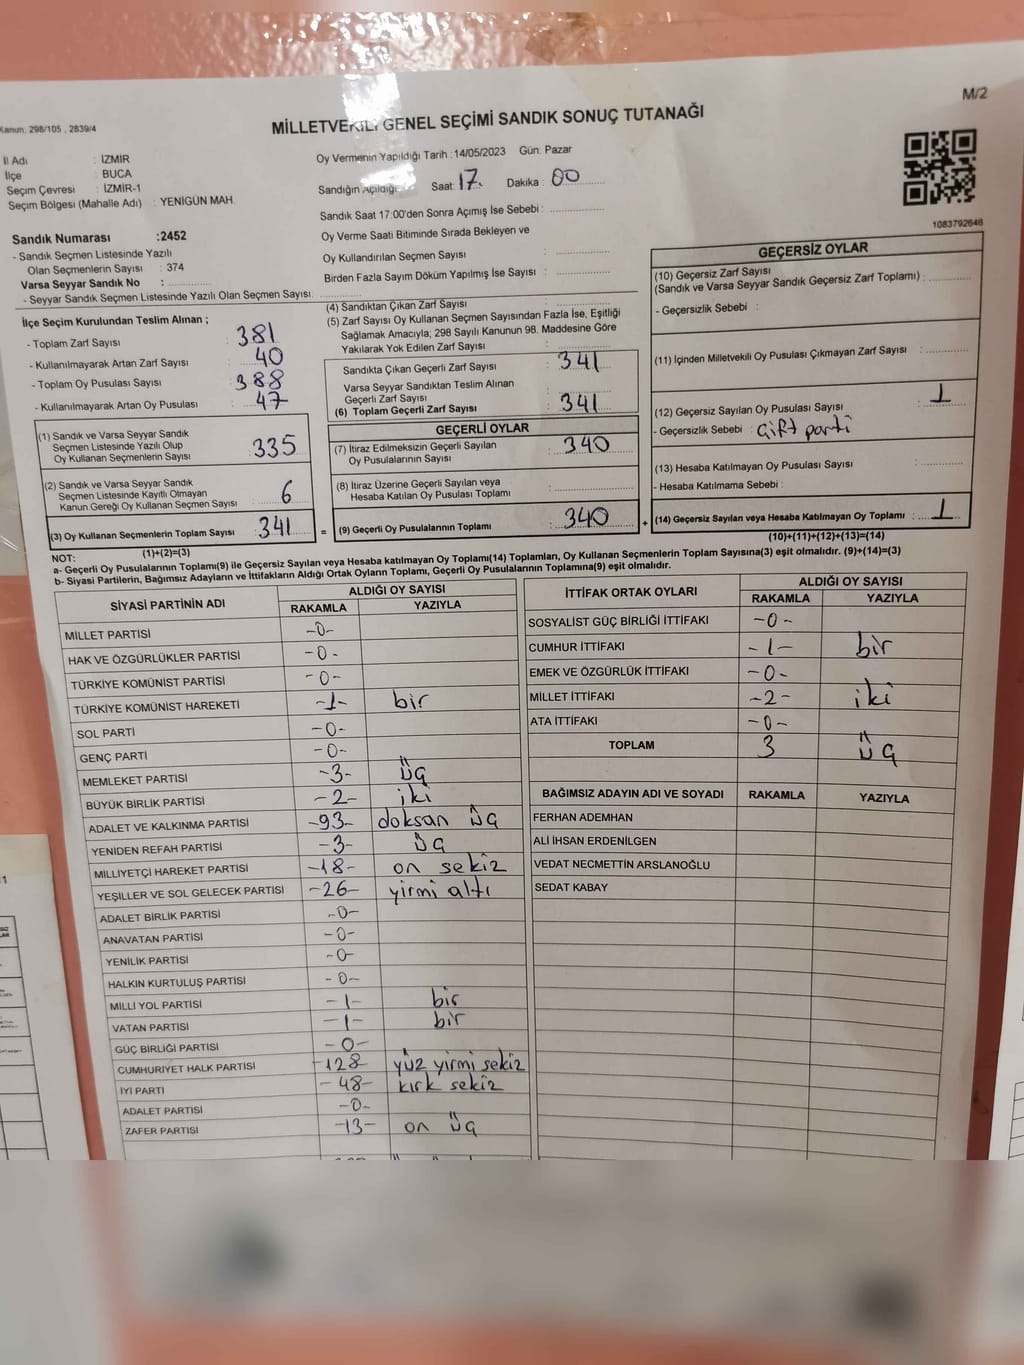 M/2
Kanun: 298/105 , 2839/4
MİLLETVEKİLİ GENEL SEÇİMİ SANDIK SONUÇ TUTANAĞI
İl Adı : İZMİR
İlçe : BUCA
Seçim Çevresi : İZMİR-1
Seçim Bölgesi (Mahalle Adı) : YENİGÜN MAH.
Oy Vermenin Yapıldığı Tarih :14/05/2023 Gün: Pazar
Sandığın Açıldığı Saat: 17. Dakika : 00
Sandık Saat 17:00'den Sonra Açımış İse Sebebi :
Oy Verme Saati Bitiminde Sırada Bekleyen ve
Oy Kullandırılan Seçmen Sayısı :
Birden Fazla Sayım Döküm Yapılmış İse Sayısı :
1083792646
Sandık Numarası :2452
- Sandık Seçmen Listesinde Yazılı
Olan Seçmenlerin Sayısı : 374
Varsa Seyyar Sandık No :
- Seyyar Sandık Seçmen Listesinde Yazılı Olan Seçmen Sayısı:
İlçe Seçim Kurulundan Teslim Alınan ;
- Toplam Zarf Sayısı : 381
- Kullanılmayarak Artan Zarf Sayısı : 40
- Toplam Oy Pusulası Sayısı : 388
- Kullanılmayarak Artan Oy Pusulası : 47
(1) Sandık ve Varsa Seyyar Sandık
Seçmen Listesinde Yazılı Olup
Oy Kullanan Seçmenlerin Sayısı : 335
(2) Sandık ve Varsa Seyyar Sandık
Seçmen Listesinde Kayıtlı Olmayan
Kanun Gereği Oy Kullanan Seçmen Sayısı : 6
(3) Oy Kullanan Seçmenlerin Toplam Sayısı : 341
(1)+(2)=(3)
(4) Sandıktan Çıkan Zarf Sayısı :
(5) Zarf Sayısı Oy Kullanan Seçmen Sayısından Fazla İse, Eşitliği
Sağlamak Amacıyla; 298 Sayılı Kanunun 98. Maddesine Göre
Yakılarak Yok Edilen Zarf Sayısı :
Sandıkta Çıkan Geçerli Zarf Sayısı : 341
Varsa Seyyar Sandıktan Teslim Alınan
Geçerli Zarf Sayısı :
(6) Toplam Geçerli Zarf Sayısı : 341
GEÇERLİ OYLAR
(7) İtiraz Edilmeksizin Geçerli Sayılan
Oy Pusulalarının Sayısı : 340
(8) İtiraz Üzerine Geçerli Sayılan veya
Hesaba Katılan Oy Pusulası Toplamı :
= (9) Geçerli Oy Pusulalarının Toplamı : 340
GEÇERSİZ OYLAR
(10) Geçersiz Zarf Sayısı
(Sandık ve Varsa Seyyar Sandık Geçersiz Zarf Toplamı) :
- Geçersizlik Sebebi :
(11) İçinden Milletvekili Oy Pusulası Çıkmayan Zarf Sayısı :
(12) Geçersiz Sayılan Oy Pusulası Sayısı : 1
- Geçersizlik Sebebi : Çift parti
(13) Hesaba Katılmayan Oy Pusulası Sayısı :
- Hesaba Katılmama Sebebi :
+ (14) Geçersiz Sayılan veya Hesaba Katılmayan Oy Toplamı : 1
(10)+(11)+(12)+(13)=(14)
NOT:
a- Geçerli Oy Pusulalarının Toplamı(9) ile Geçersiz Sayılan veya Hesaba katılmayan Oy Toplamı(14) Toplamları, Oy Kullanan Seçmenlerin Toplam Sayısına(3) eşit olmalıdır. (9)+(14)=(3)
b- Siyasi Partilerin, Bağımsız Adayların ve İttifakların Aldığı Ortak Oyların Toplamı, Geçerli Oy Pusulalarının Toplamına(9) eşit olmalıdır.
SİYASİ PARTİNİN ADI ALDIĞI OY SAYISI
RAKAMLA YAZIYLA
MİLLET PARTİSİ -0-
HAK VE ÖZGÜRLÜKLER PARTİSİ -0-
TÜRKİYE KOMÜNİST PARTİSİ -0-
TÜRKİYE KOMÜNİST HAREKETİ -1- bir
SOL PARTİ -0-
GENÇ PARTİ -0-
MEMLEKET PARTİSİ -3- üç
BÜYÜK BİRLİK PARTİSİ -2- iki
ADALET VE KALKINMA PARTİSİ -93- doksan üç
YENİDEN REFAH PARTİSİ -3- üç
MİLLİYETÇİ HAREKET PARTİSİ -18- on sekiz
YEŞİLLER VE SOL GELECEK PARTİSİ -26- yirmi altı
ADALET BİRLİK PARTİSİ -0-
ANAVATAN PARTİSİ -0-
YENİLİK PARTİSİ -0-
HALKIN KURTULUŞ PARTİSİ -0-
MİLLİ YOL PARTİSİ -1- bir
VATAN PARTİSİ -1- bir
GÜÇ BİRLİĞİ PARTİSİ -0-
CUMHURİYET HALK PARTİSİ -128 yüz yirmi sekiz
İYİ PARTİ -48- kırk sekiz
ADALET PARTİSİ -0-
ZAFER PARTİSİ -13- on üç
İTTİFAK ORTAK OYLARI ALDIĞI OY SAYISI
RAKAMLA YAZIYLA
SOSYALİST GÜÇ BİRLİĞİ İTTİFAKI -0-
CUMHUR İTTİFAKI -1- bir
EMEK VE ÖZGÜRLÜK İTTİFAKI -0-
MİLLET İTTİFAKI -2- iki
ATA İTTİFAKI -0-
TOPLAM 3 üç
BAĞIMSIZ ADAYIN ADI VE SOYADI RAKAMLA YAZIYLA
FERHAN ADEMHAN
ALİ İHSAN ERDENİLGEN
VEDAT NECMETTİN ARSLANOĞLU
SEDAT KABAY